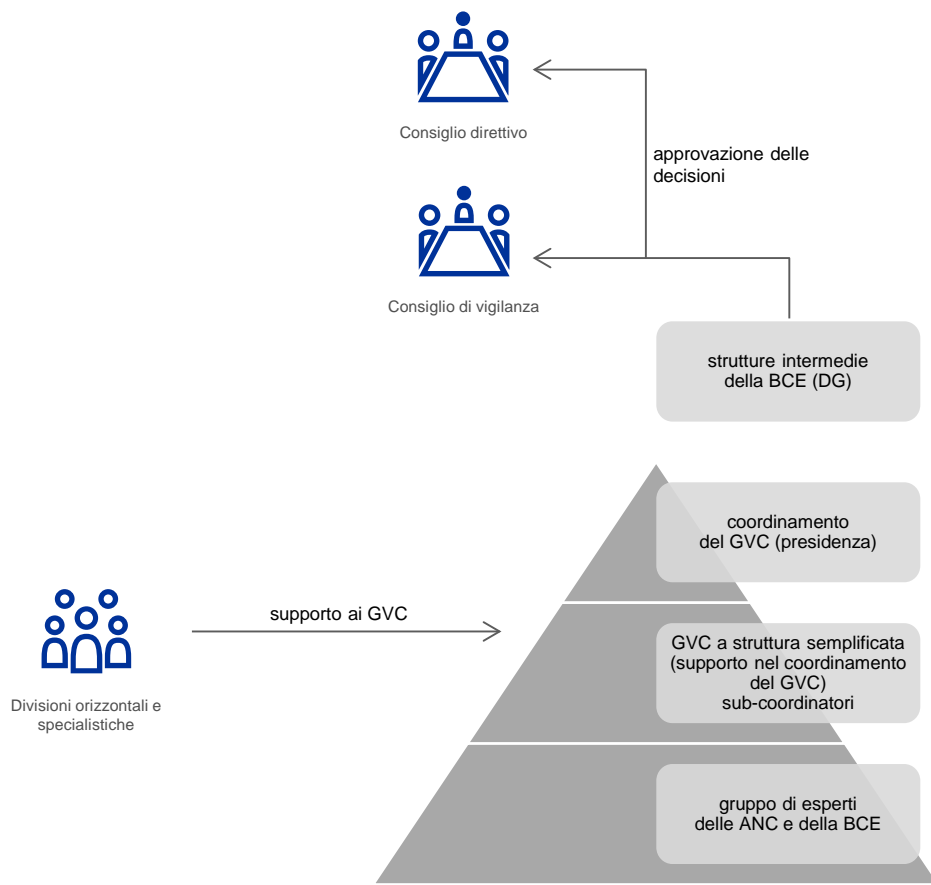 Consiglio direttivo
approvazione delle
decisioni
Consiglio di vigilanza
strutture intermedie
della BCE (DG)
coordinamento
del GVC (presidenza)
supporto ai GVC
GVC a struttura semplificata
(supporto nel coordinamento
del GVC)
sub-coordinatori
Divisioni orizzontali e
specialistiche
gruppo di esperti
delle ANC e della BCE